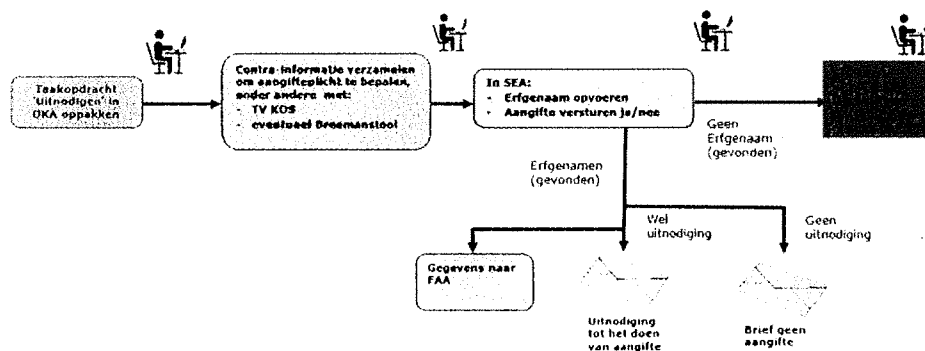 Taakopdracht
'Uitnodigen' in
OKA oppakken
Contra-informatie verzamelen
om aangifteplicht te bepalen,
onder andere met:
- TV KDS
- eventueel Broemanstool
In SEA:
- Erfgenaam opvoeren
- Aangifte versturen ja/nee
Geen
Erfgenaam
(gevonden)
Erfgenamen
(gevonden)
Wel
uitnodiging
Geen
uitnodiging
Gegevens naar
FAA
Uitnodiging
tot het doen
van aangifte
Brief geen
aangifte